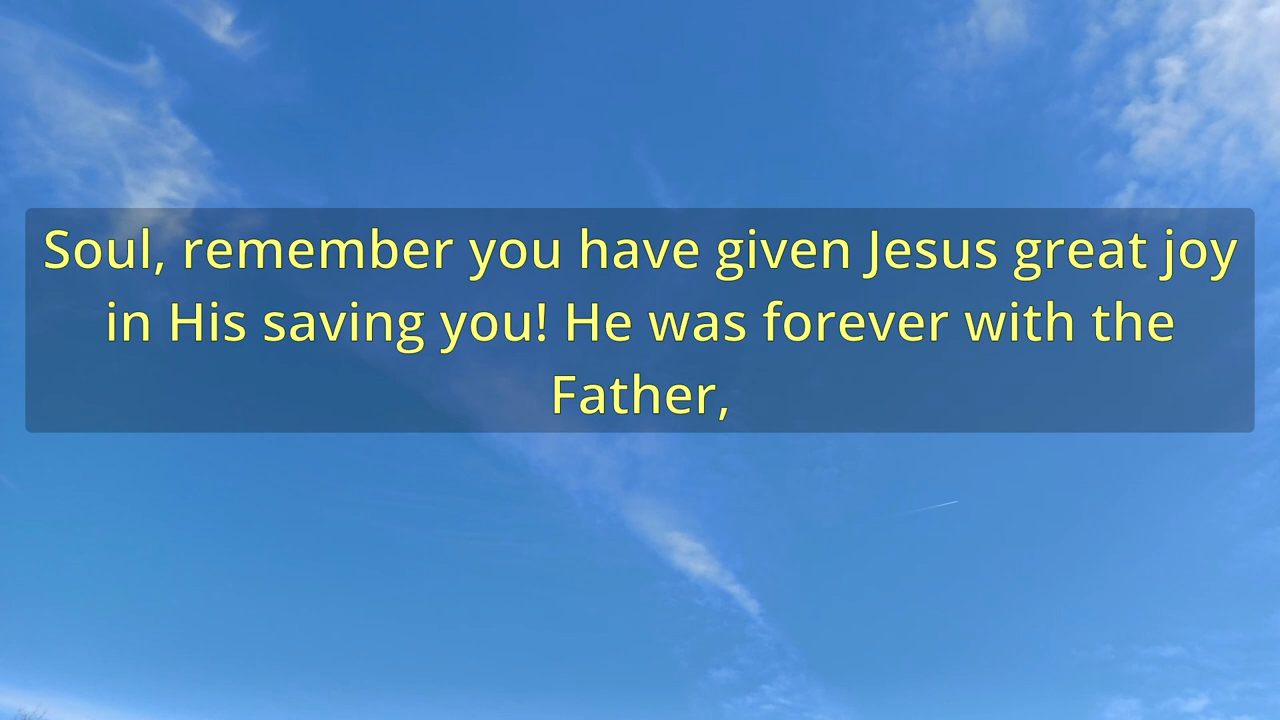 Soul, remember you have given Jesus great joy
in His saving you! He was forever with the
Father,